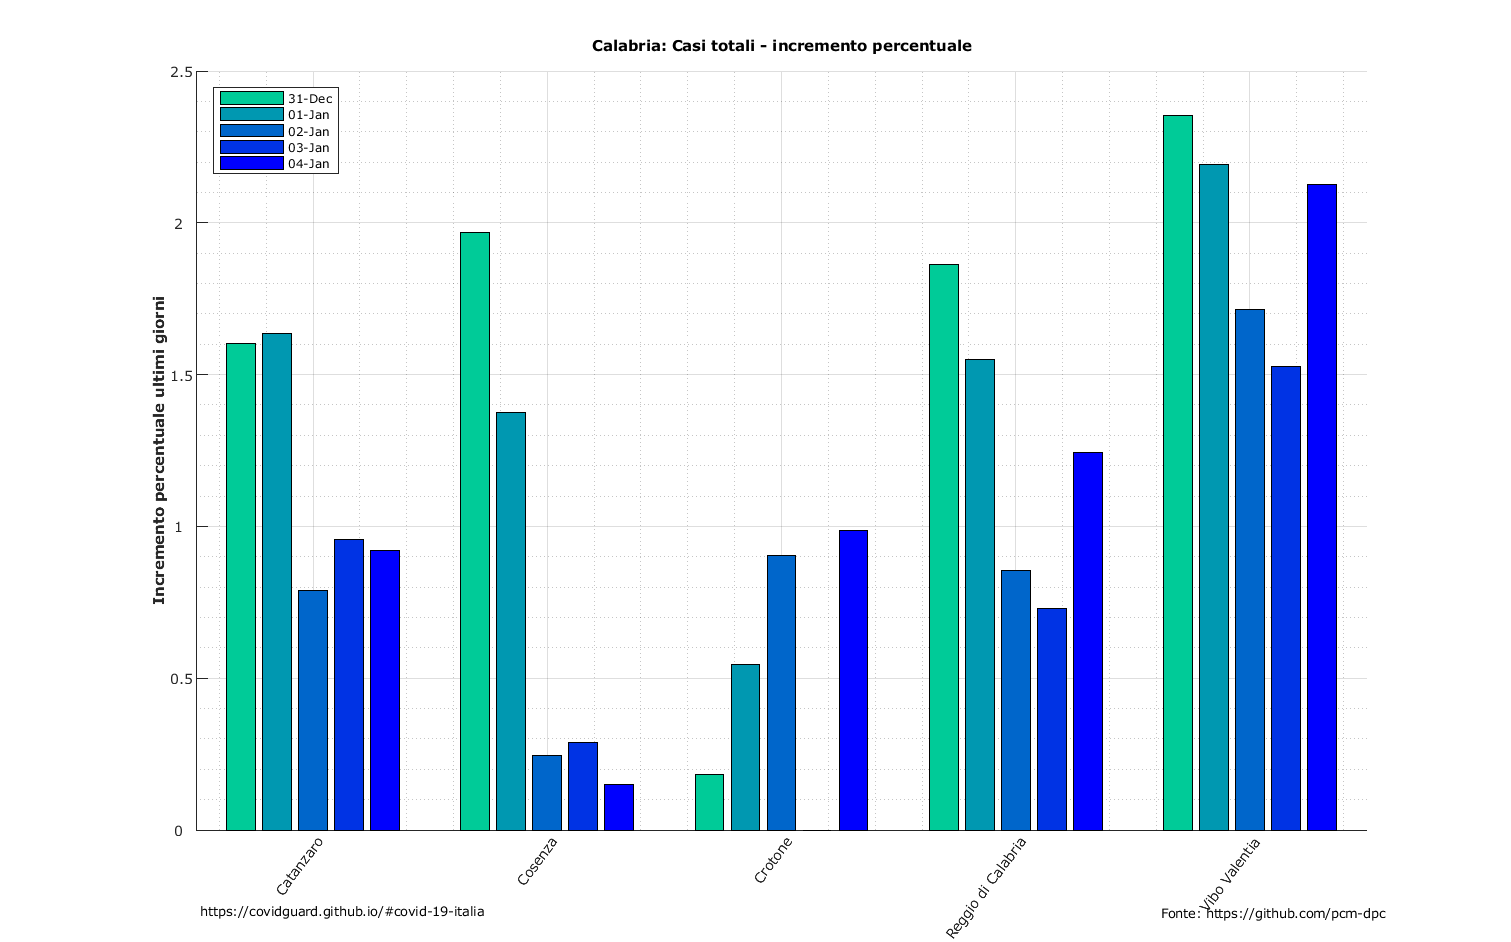 Calabria: Casi totali - incremento percentuale
2.5
2
1.5
1
0.5
0
Incremento percentuale ultimi giorni
31-Dec
01-Jan
02-Jan
03-Jan
04-Jan
Catanzaro
Cosenza
Crotone
Reggio di Calabria
Vibo Valentia
https://covidguard.github.io/#covid-19-italia
Fonte: https://github.com/pcm-dpc